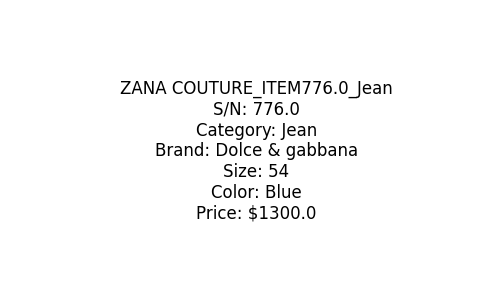 ZANA COUTURE_ITEM776.0_Jean
S/N: 776.0
Category: Jean
Brand: Dolce & gabbana
Size: 54
Color: Blue
Price: $1300.0